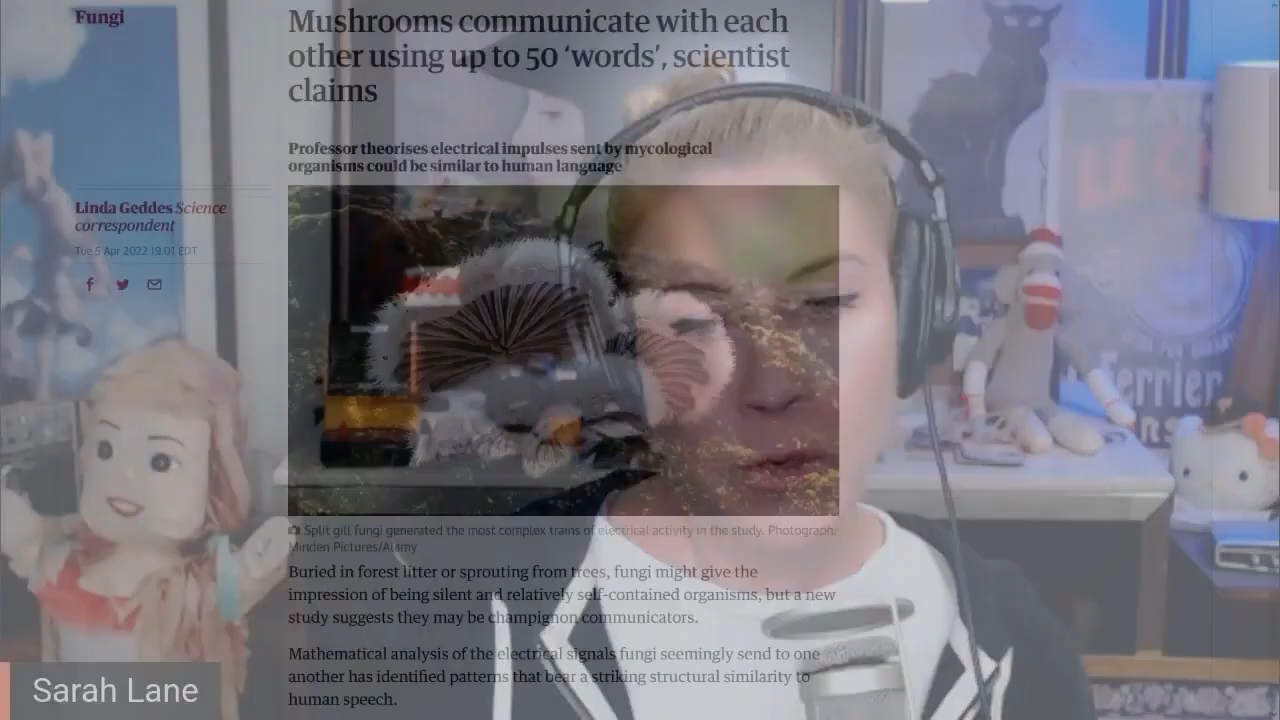 Fungi
Mushrooms communicate with each
other using up to 50 ‘words’, scientist
claims
Professor theorises electrical impulses sent by mycological
organisms could be similar to human language
Linda Geddes Science
correspondent
Tue 5 Apr 2022 19.01 EDT
Split gill fungi generated the most complex trains of electrical activity in the study. Photograph:
Minden Pictures/Alamy
Buried in forest litter or sprouting from trees, fungi might give the
impression of being silent and relatively self-contained organisms, but a new
study suggests they may be champignon communicators.
Mathematical analysis of the electrical signals fungi seemingly send to one
another has identified patterns that bear a striking structural similarity to
human speech.
Terrier
Sarah Lane